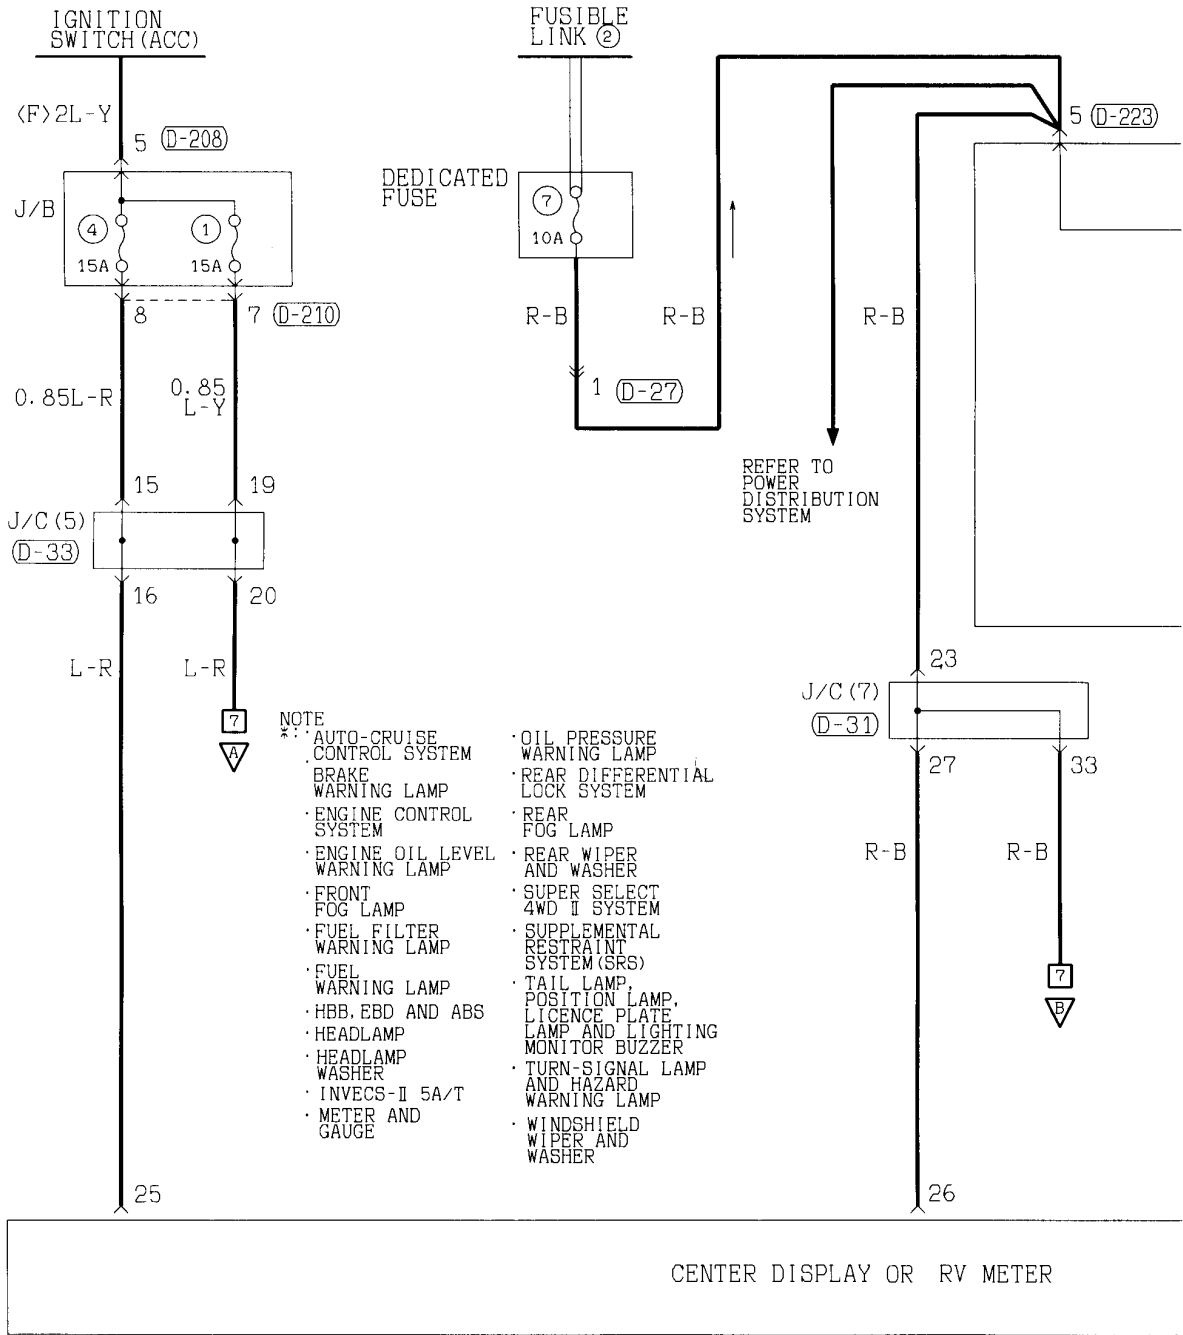 IGNITION
SWITCH(ACC)
FUSIBLE
LINK ②
<F>2L-Y
5 (D-208)
5 (D-223)
J/B
④
①
15A
15A
DEDICATED
FUSE
⑦
10A
8
7 (D-210)
R-B
R-B
R-B
0.85L-R
0.85
L-Y
1 (D-27)
REFER TO
POWER
DISTRIBUTION
SYSTEM
15
19
J/C(5)
(D-33)
16
20
L-R
L-R
7
A
23
J/C(7)
(D-31)
27
33
R-B
R-B
7
B
NOTE
*:·AUTO-CRUISE
CONTROL SYSTEM
BRAKE
WARNING LAMP
·ENGINE CONTROL
SYSTEM
·ENGINE OIL LEVEL
WARNING LAMP
·FRONT
FOG LAMP
·FUEL FILTER
WARNING LAMP
·FUEL
WARNING LAMP
·HBB,EBD AND ABS
·HEADLAMP
·HEADLAMP
WASHER
·INVECS-Ⅱ 5A/T
·METER AND
GAUGE
·OIL PRESSURE
WARNING LAMP
·REAR DIFFERENTIAL
LOCK SYSTEM
·REAR
FOG LAMP
·REAR WIPER
AND WASHER
·SUPER SELECT
4WD Ⅱ SYSTEM
·SUPPLEMENTAL
RESTRAINT
SYSTEM(SRS)
·TAIL LAMP,
POSITION LAMP,
LICENCE PLATE
LAMP AND LIGHTING
MONITOR BUZZER
·TURN-SIGNAL LAMP
AND HAZARD
WARNING LAMP
·WINDSHIELD
WIPER AND
WASHER
25
26
CENTER DISPLAY OR RV METER